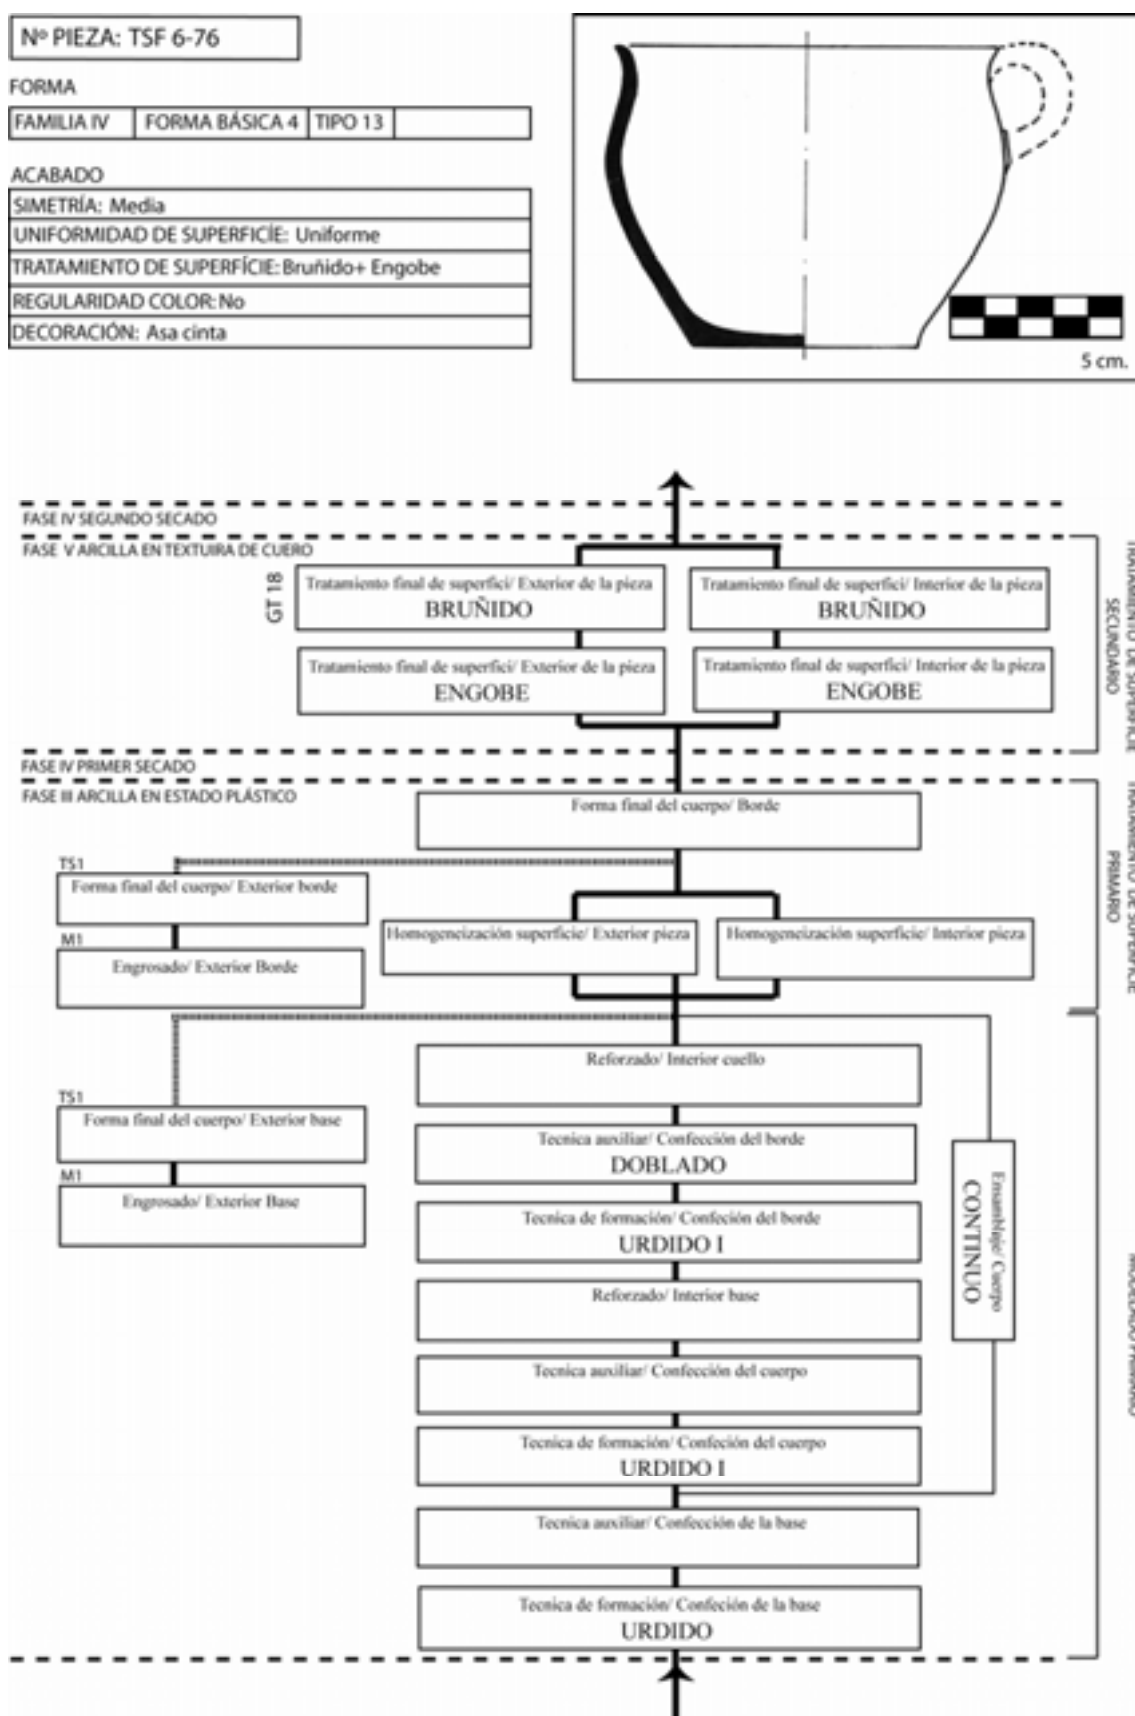 Nº PIEZA: TSF 6-76
FORMA
FAMILIA IV FORMA BÁSICA 4 TIPO 13
ACABADO
SIMETRÍA: Media
UNIFORMIDAD DE SUPERFICÍE: Uniforme
TRATAMIENTO DE SUPERFÍCIE: Bruñido+ Engobe
REGULARIDAD COLOR: No
DECORACIÓN: Asa cinta
5 cm.
FASE IV SEGUNDO SECADO
FASE V ARCILLA EN TEXTUIRA DE CUERO
GT 18
Tratamiento final de superfici/ Exterior de la pieza
BRUÑIDO
Tratamiento final de superfici/ Interior de la pieza
BRUÑIDO
Tratamiento final de superfici/ Exterior de la pieza
ENGOBE
Tratamiento final de superfici/ Interior de la pieza
ENGOBE
TRATAMIENTO DE SUPERFICIE
SECUNDARIO
FASE IV PRIMER SECADO
FASE III ARCILLA EN ESTADO PLÁSTICO
Forma final del cuerpo/ Borde
TS1
Forma final del cuerpo/ Exterior borde
M1
Engrosado/ Exterior Borde
Homogeneización superficie/ Exterior pieza
Homogeneización superficie/ Interior pieza
TRATAMIENTO DE SUPERFICIE
PRIMARIO
Reforzado/ Interior cuello
TS1
Forma final del cuerpo/ Exterior base
M1
Engrosado/ Exterior Base
Tecnica auxiliar/ Confección del borde
DOBLADO
Tecnica de formación/ Confeción del borde
URDIDO I
Reforzado/ Interior base
Tecnica auxiliar/ Confección del cuerpo
Tecnica de formación/ Confeción del cuerpo
URDIDO I
Ensamblaje/ Cuerpo
CONTINUO
Tecnica auxiliar/ Confección de la base
Tecnica de formación/ Confeción de la base
URDIDO
MODELADO PRIMARIO